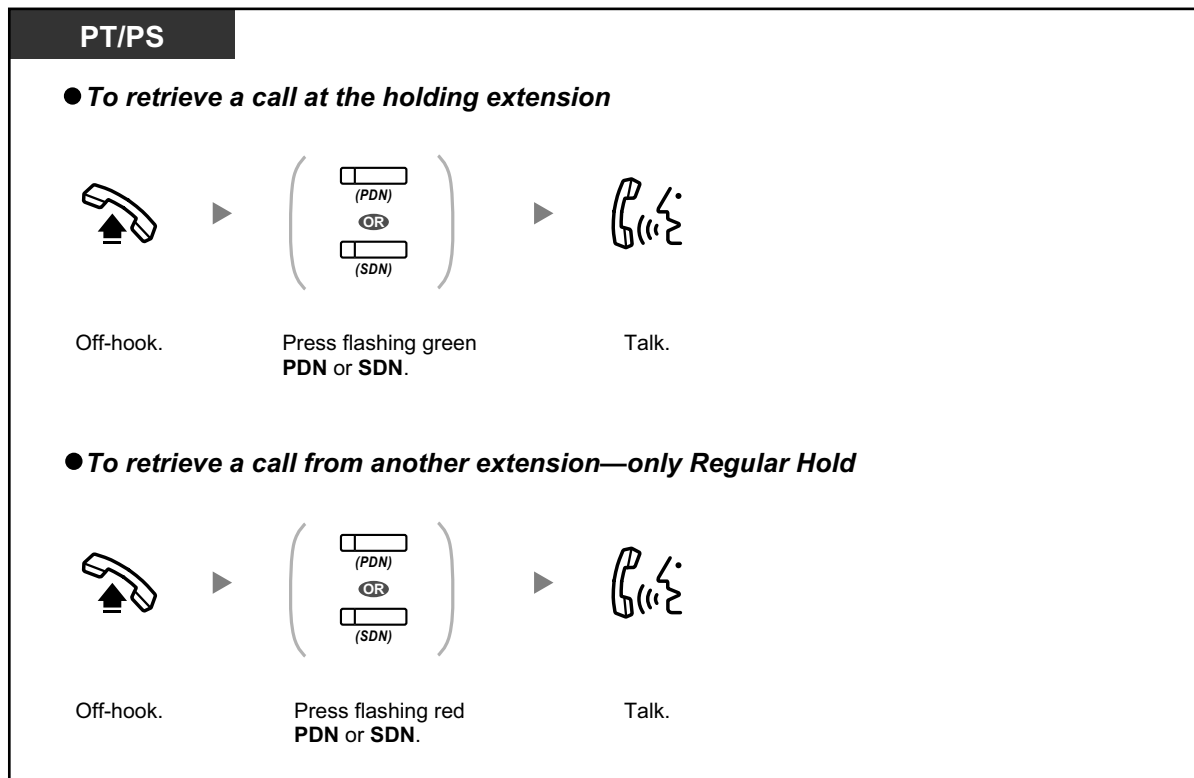 PT/PS
● To retrieve a call at the holding extension
(PDN)
OR
(SDN)
Off-hook.
Press flashing green
PDN or SDN.
Talk.
● To retrieve a call from another extension—only Regular Hold
(PDN)
OR
(SDN)
Off-hook.
Press flashing red
PDN or SDN.
Talk.